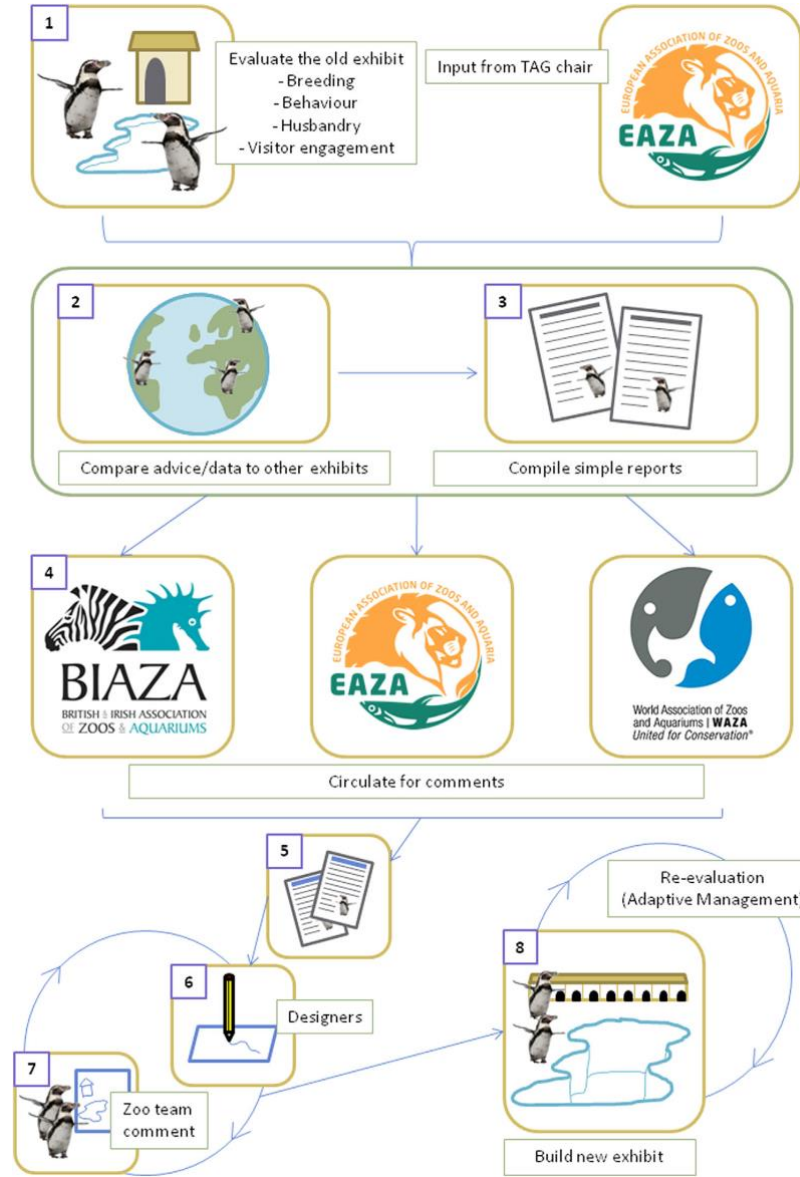 1
Evaluate the old exhibit
- Breeding
- Behaviour
- Husbandry
- Visitor engagement
Input from TAG chair
EUROPEAN ASSOCIATION OF ZOOS AND AQUARIA
EAZA
2
3
Compare advice/data to other exhibits
Compile simple reports
4
BIAZA
BRITISH & IRISH ASSOCIATION
OF ZOOS & AQUARIUMS
EUROPEAN ASSOCIATION OF ZOOS AND AQUARIA
EAZA
World Association of Zoos
and Aquariums | WAZA
United for Conservation®
Circulate for comments
5
Re-evaluation
(Adaptive Management)
8
6
Designers
7
Zoo team
comment
Build new exhibit